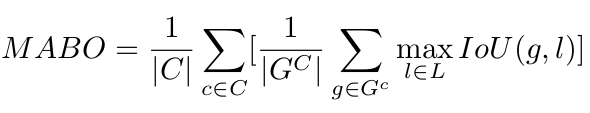 MABO = \frac{1}{|C|} \sum_{c \in C} [ \frac{1}{|G^C|} \sum_{g \in G^c} \max_{l \in L} IoU(g, l) ]